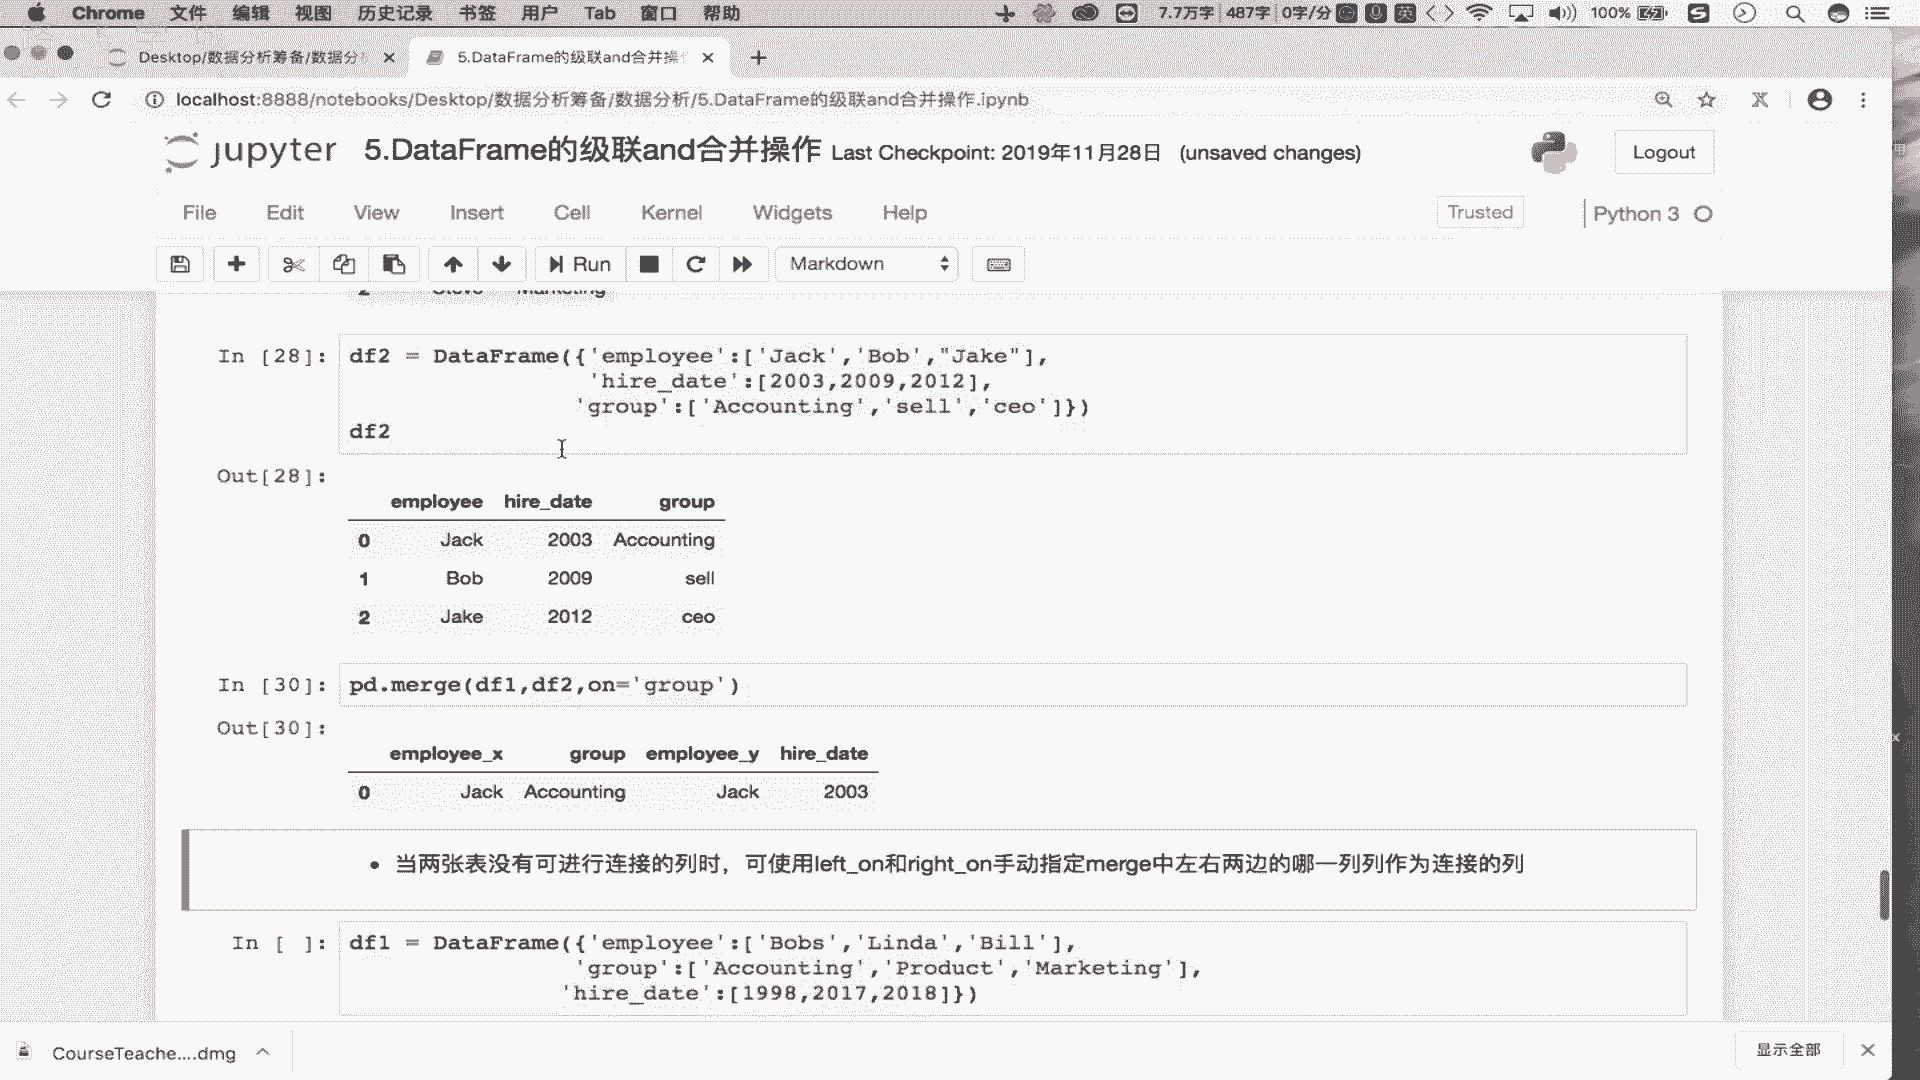 Chrome 文件 编辑 视图 历史记录 书签 用户 Tab 窗口 帮助 7.7万字 487字 0字/分 英 100%
Desktop/数据分析筹备/数据分 5.DataFrame的级联and合并操
localhost:8888/notebooks/Desktop/数据分析筹备/数据分析/5.DataFrame的级联and合并操作.ipynb
jupyter 5.DataFrame的级联and合并操作 Last Checkpoint: 2019年11月28日 (unsaved changes) Logout
File Edit View Insert Cell Kernel Widgets Help Trusted Python 3
Run Markdown
2 Steve Marketing
In [28]: df2 = DataFrame({'employee':['Jack','Bob',"Jake"],
'hire_date':[2003,2009,2012],
'group':['Accounting','sell','ceo']})
df2
Out[28]:
employee hire_date group
0 Jack 2003 Accounting
1 Bob 2009 sell
2 Jake 2012 ceo
In [30]: pd.merge(df1,df2,on='group')
Out[30]:
employee_x group employee_y hire_date
0 Jack Accounting Jack 2003
• 当两张表没有可进行连接的列时，可使用left_on和right_on手动指定merge中左右两边的哪一列列作为连接的列
In [ ]: df1 = DataFrame({'employee':['Bobs','Linda','Bill'],
'group':['Accounting','Product','Marketing'],
'hire_date':[1998,2017,2018]})
CourseTeache....dmg 显示全部